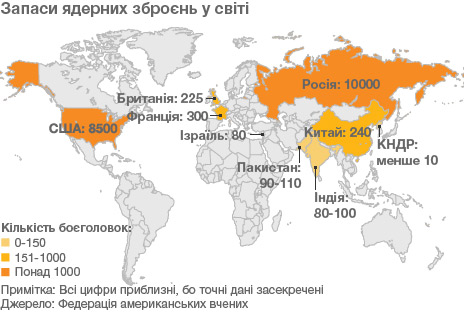 Запаси ядерних зброєнь у світі
Росія: 10000
Британія: 225
Франція: 300
США: 8500
Ізраїль: 80
Китай: 240
КНДР:
менше 10
Пакистан:
90-110
Індія:
80-100
Кількість боєголовок:
0-150
151-1000
Понад 1000
Примітка: Всі цифри приблизні, бо точні дані засекречені
Джерело: Федерація американських вчених